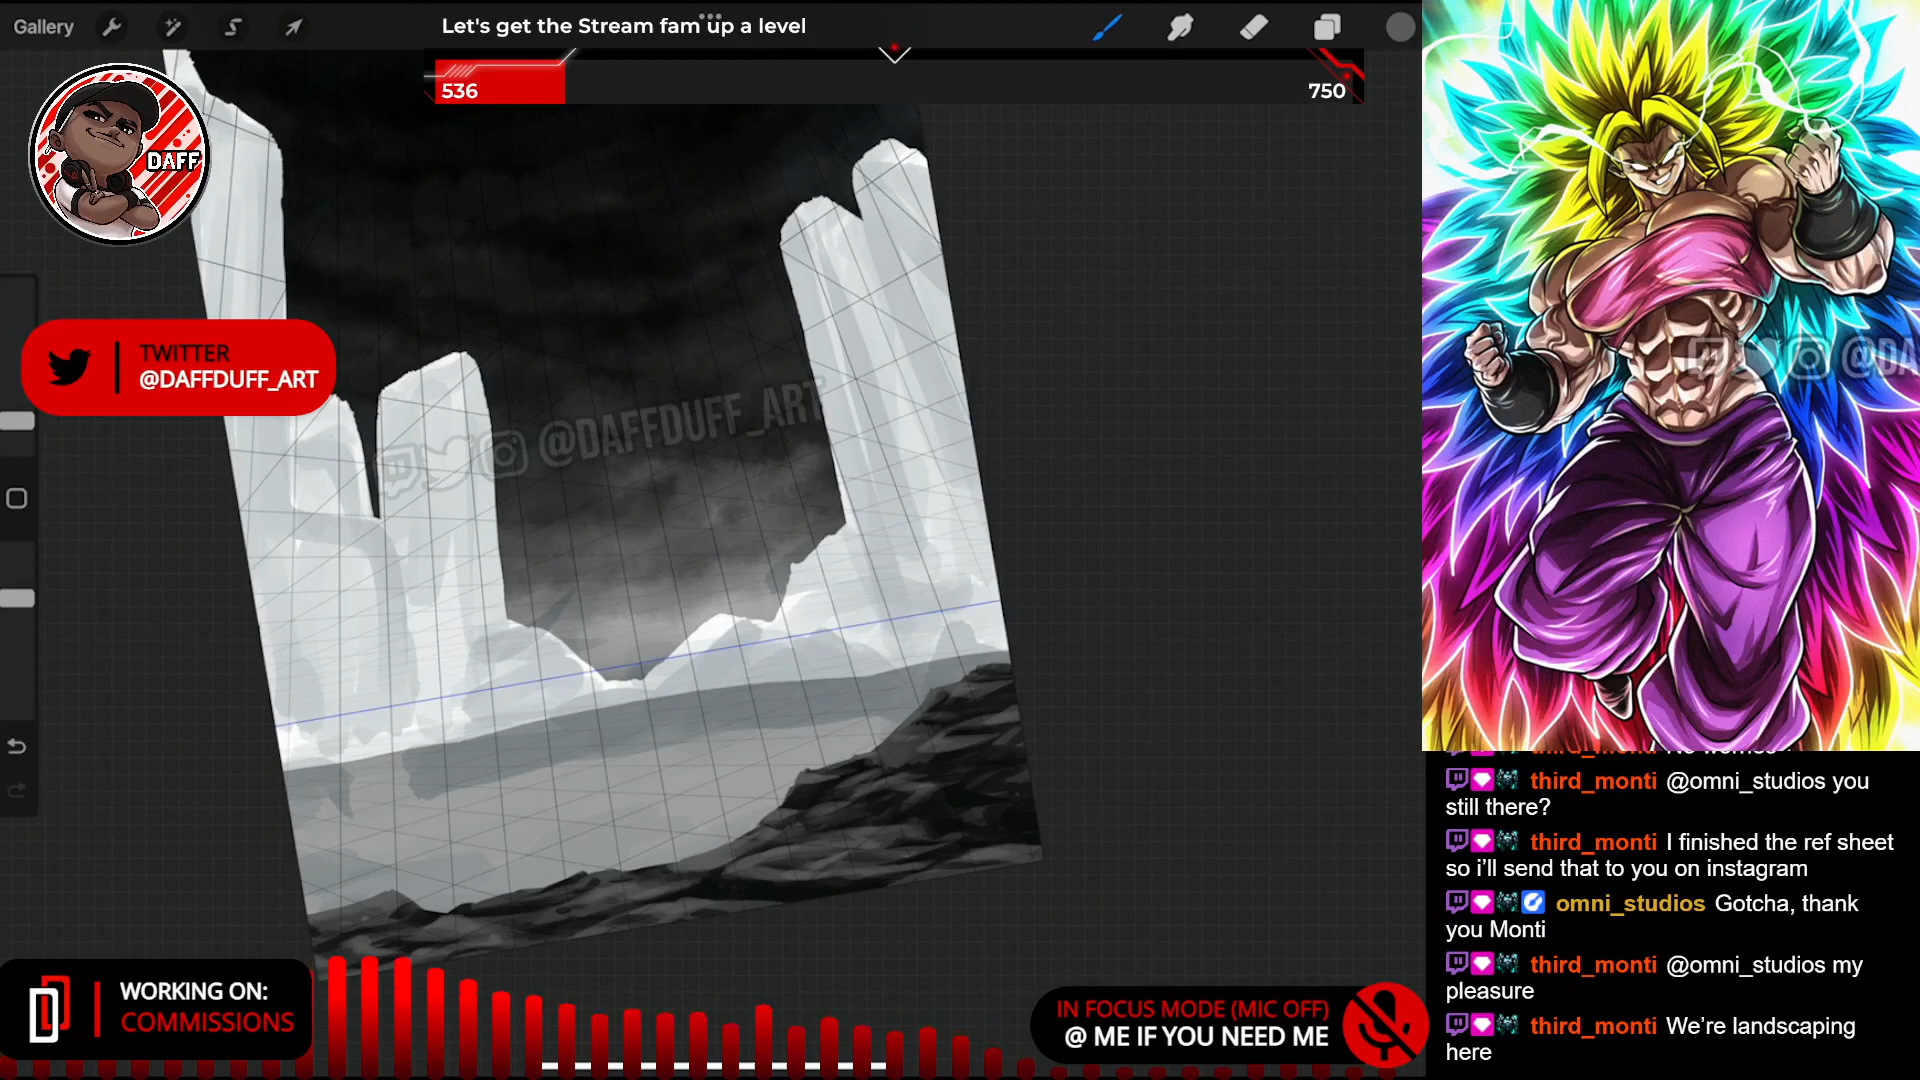 Gallery
Let's get the Stream fam up a level
536
750
DAFF
TWITTER
@DAFFDUFF_ART
@DAFFDUFF_ART
@DA
third_monti @omni_studios you
still there?
third_monti I finished the ref sheet
so i'll send that to you on instagram
omni_studios Gotcha, thank
you Monti
third_monti @omni_studios my
pleasure
third_monti We're landscaping
here
WORKING ON:
COMMISSIONS
IN FOCUS MODE (MIC OFF)
@ ME IF YOU NEED ME